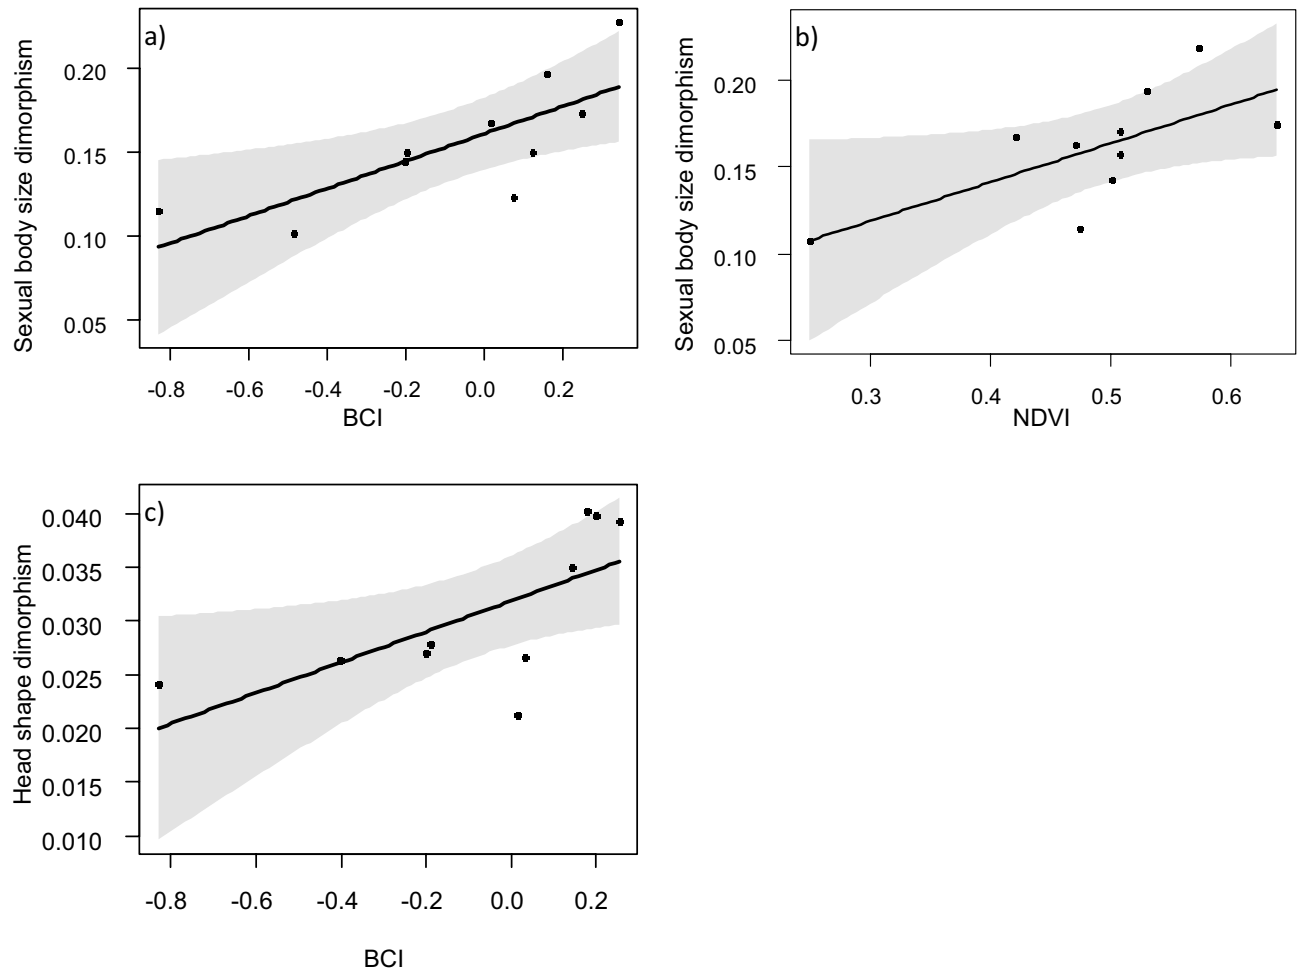 a)
Sexual body size dimorphism
0.20
0.15
0.10
0.05
-0.8 -0.6 -0.4 -0.2 0.0 0.2
BCI
b)
Sexual body size dimorphism
0.20
0.15
0.10
0.05
0.3 0.4 0.5 0.6
NDVI
c)
Head shape dimorphism
0.040
0.035
0.030
0.025
0.020
0.015
0.010
-0.8 -0.6 -0.4 -0.2 0.0 0.2
BCI